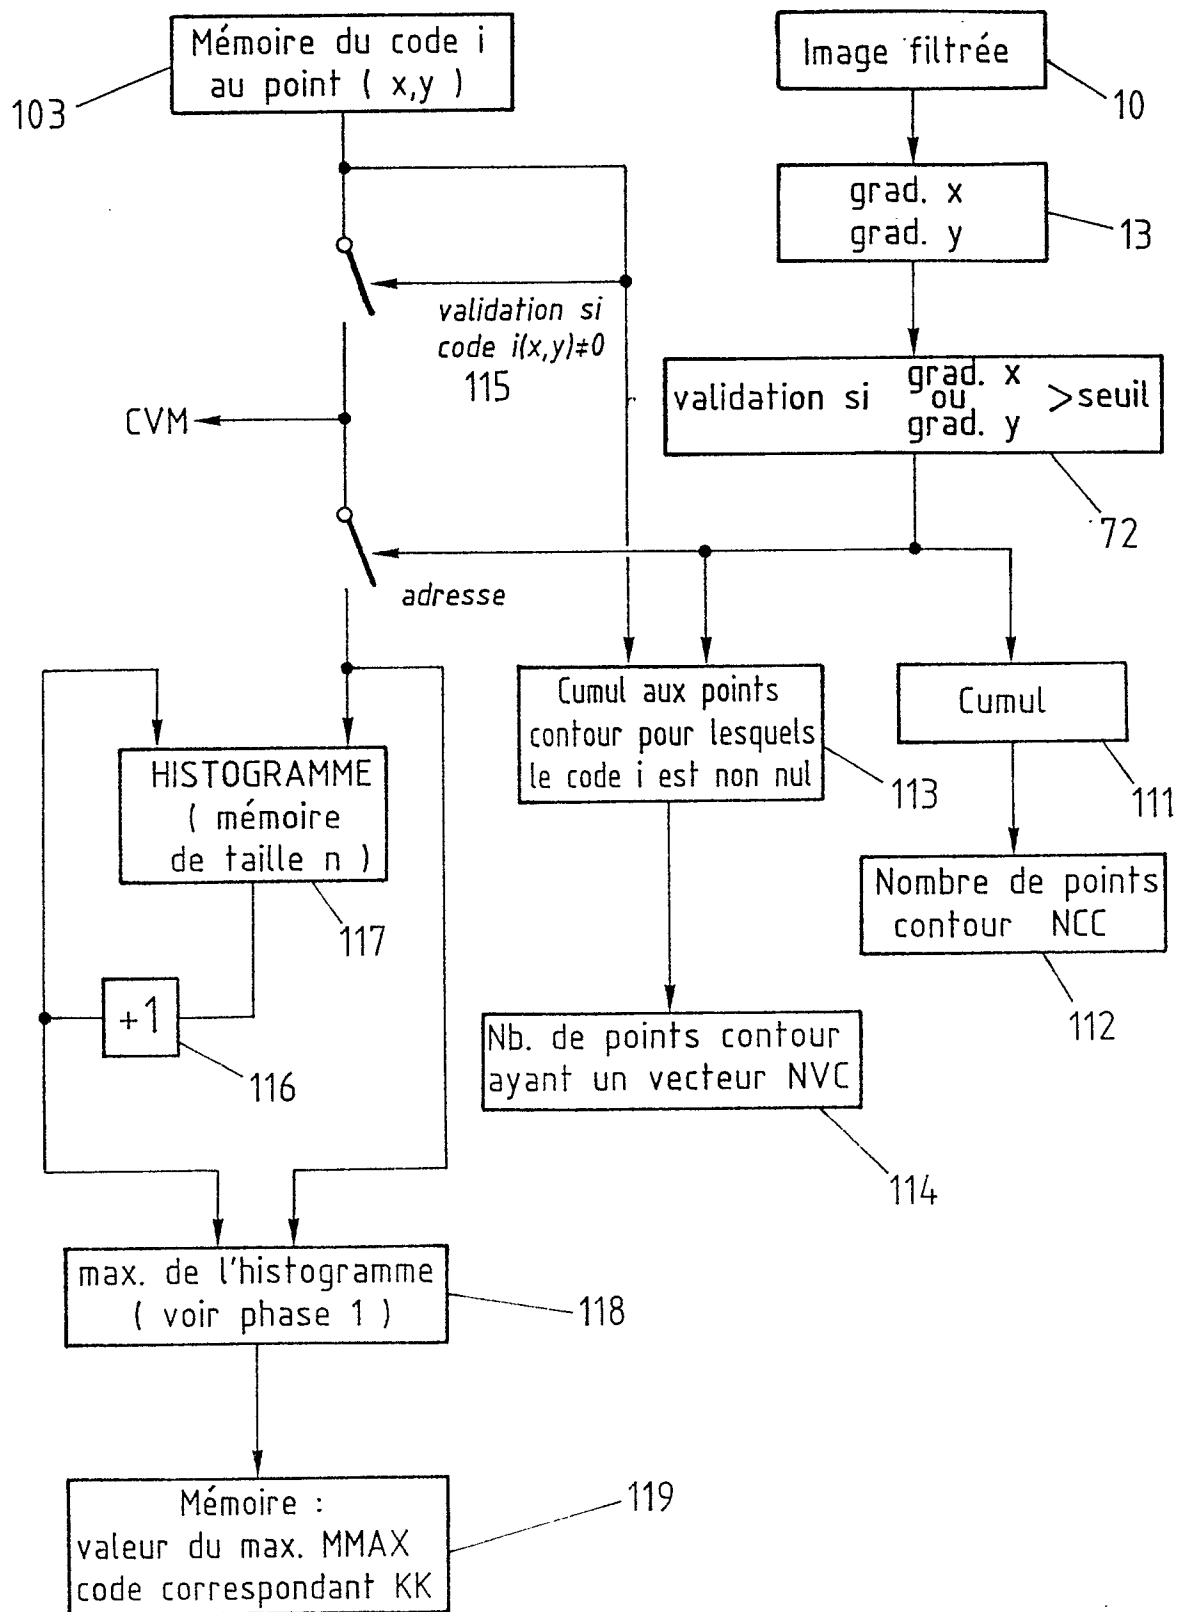 Mémoire du code i
au point ( x,y )
103
Image filtrée
10
grad. x
grad. y
13
validation si
code i(x,y)≠0
115
validation si grad. x ou grad. y >seuil
72
CVM
adresse
HISTOGRAMME
( mémoire
de taille n )
117
+1
116
Cumul aux points
contour pour lesquels
le code i est non nul
113
Cumul
111
Nombre de points
contour NCC
112
Nb. de points contour
ayant un vecteur NVC
114
max. de l'histogramme
( voir phase 1 )
118
Mémoire :
valeur du max. MMAX
code correspondant KK
119